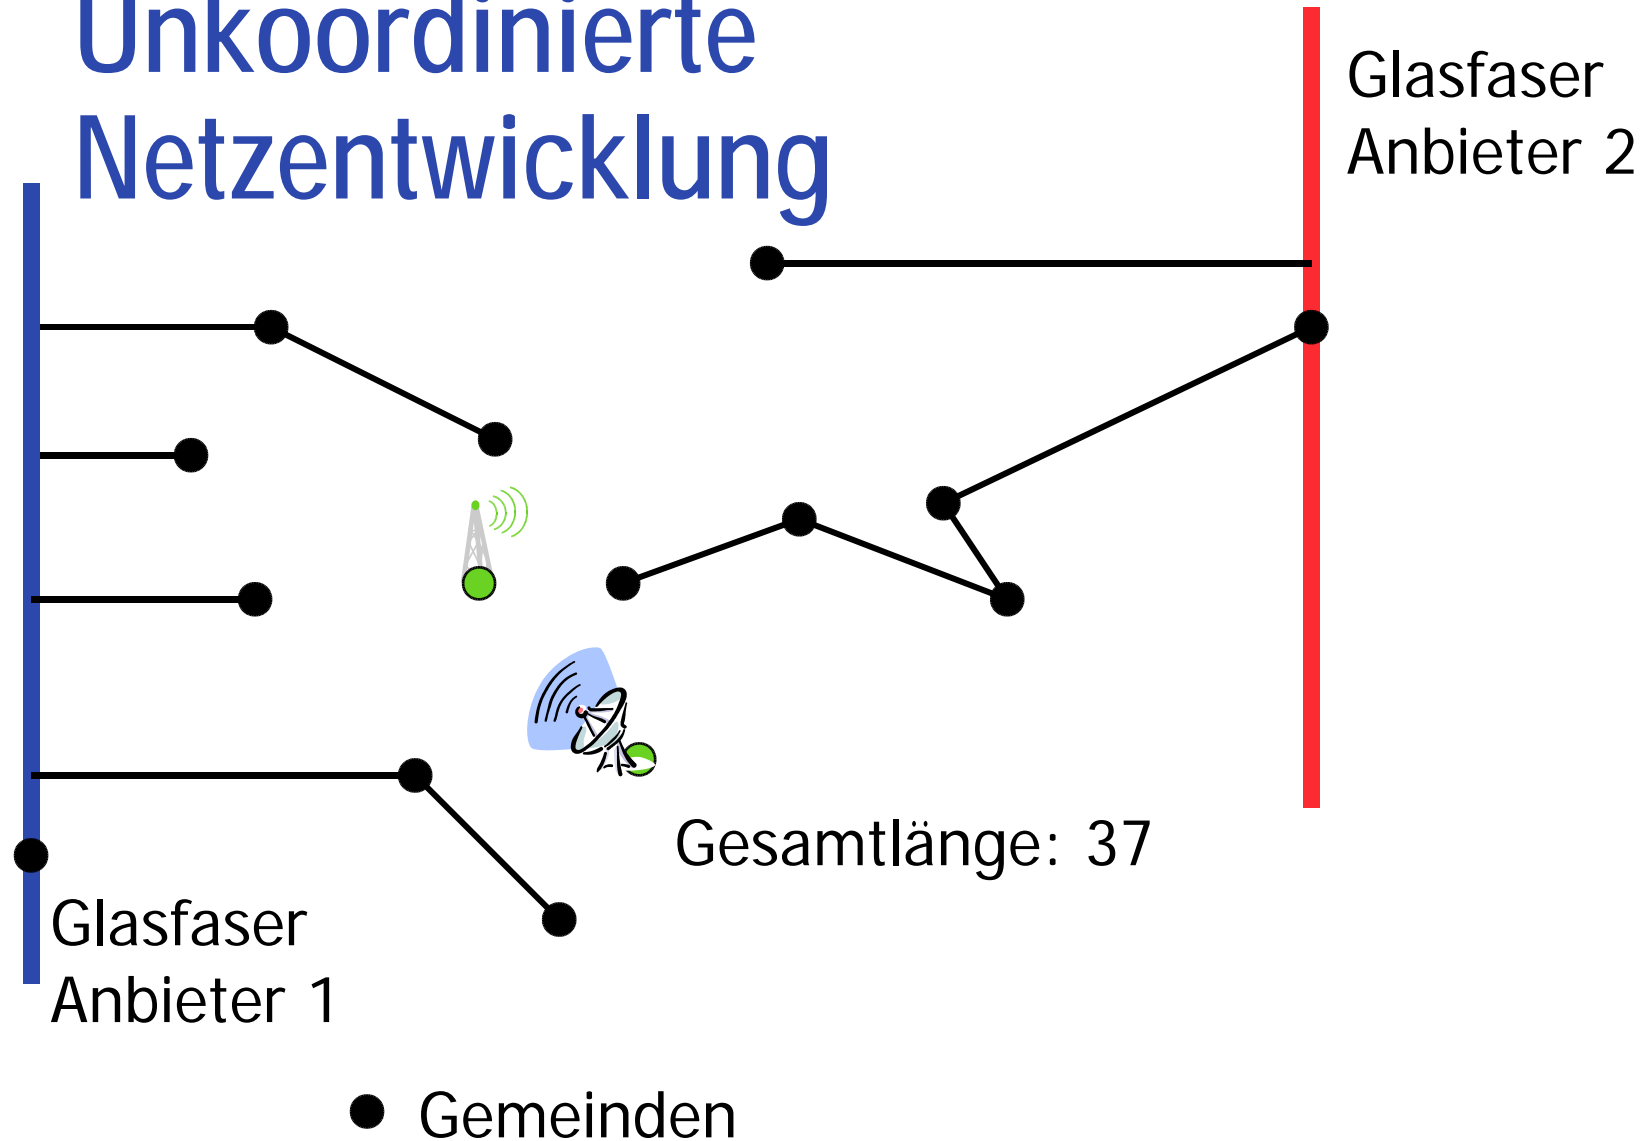 Unkoordinierte
Netzentwicklung
Glasfaser
Anbieter 2
Gesamtlänge: 37
Glasfaser
Anbieter 1
Gemeinden